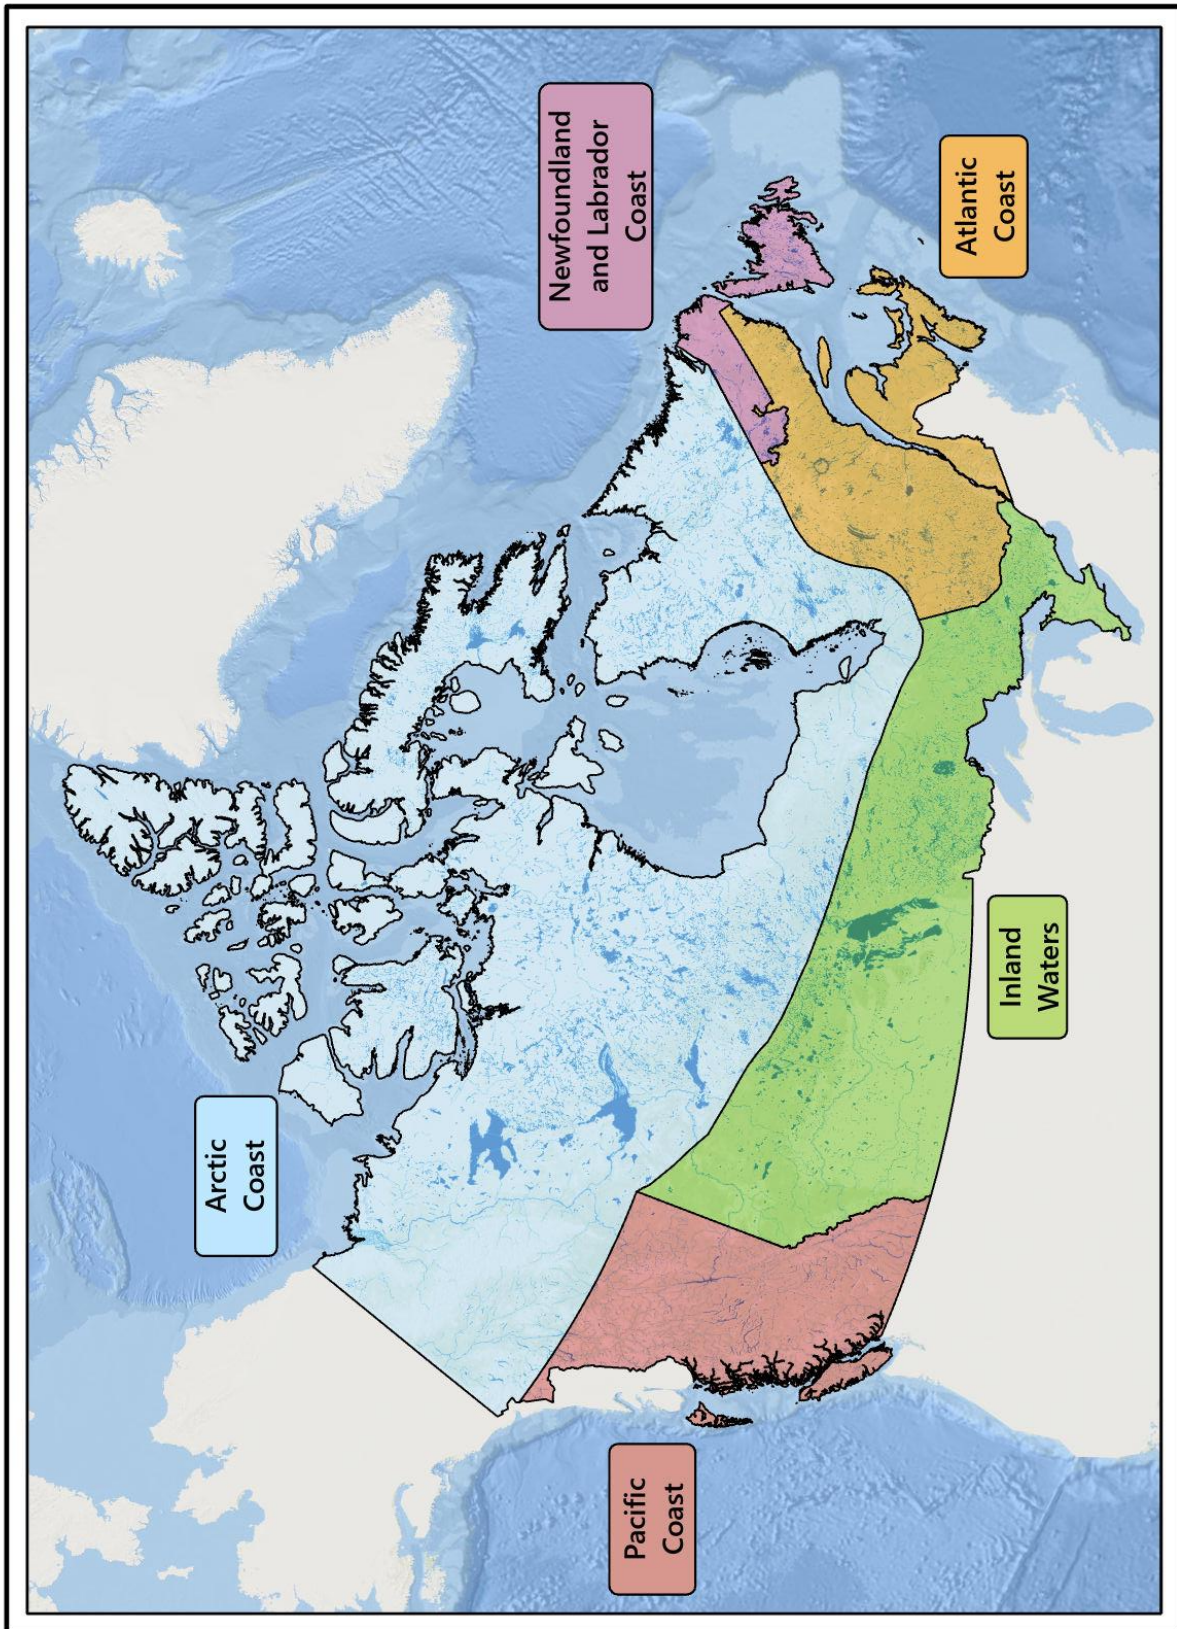 Arctic
Coast
Newfoundland
and Labrador
Coast
Pacific
Coast
Inland
Waters
Atlantic
Coast